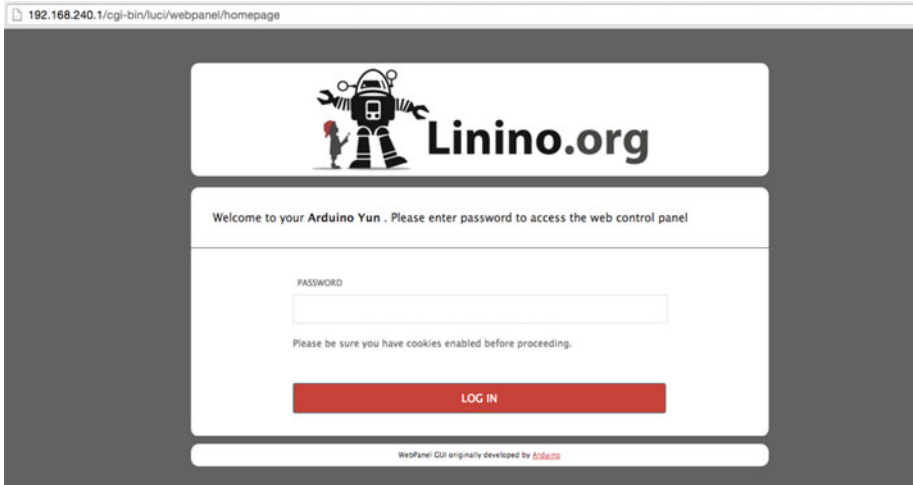 192.168.240.1/cgi-bin/luci/webpanel/homepage
Linino.org
Welcome to your Arduino Yun . Please enter password to access the web control panel
PASSWORD
Please be sure you have cookies enabled before proceeding.
LOG IN
WebPanel GUI originally developed by Arduino